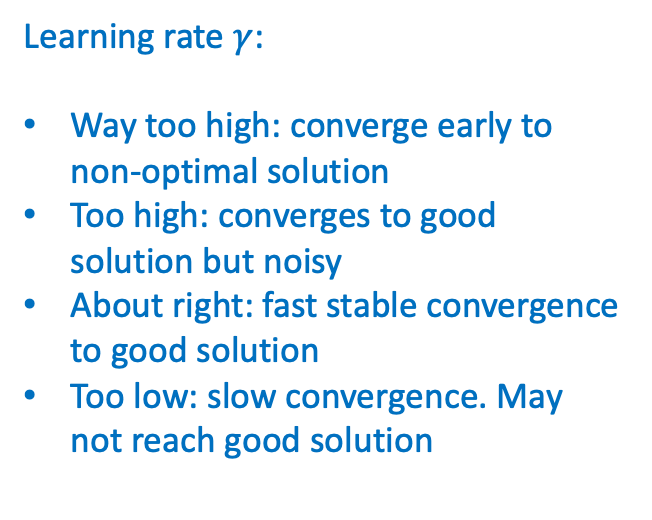 Learning rate γ:
• Way too high: converge early to
non-optimal solution
• Too high: converges to good
solution but noisy
• About right: fast stable convergence
to good solution
• Too low: slow convergence. May
not reach good solution